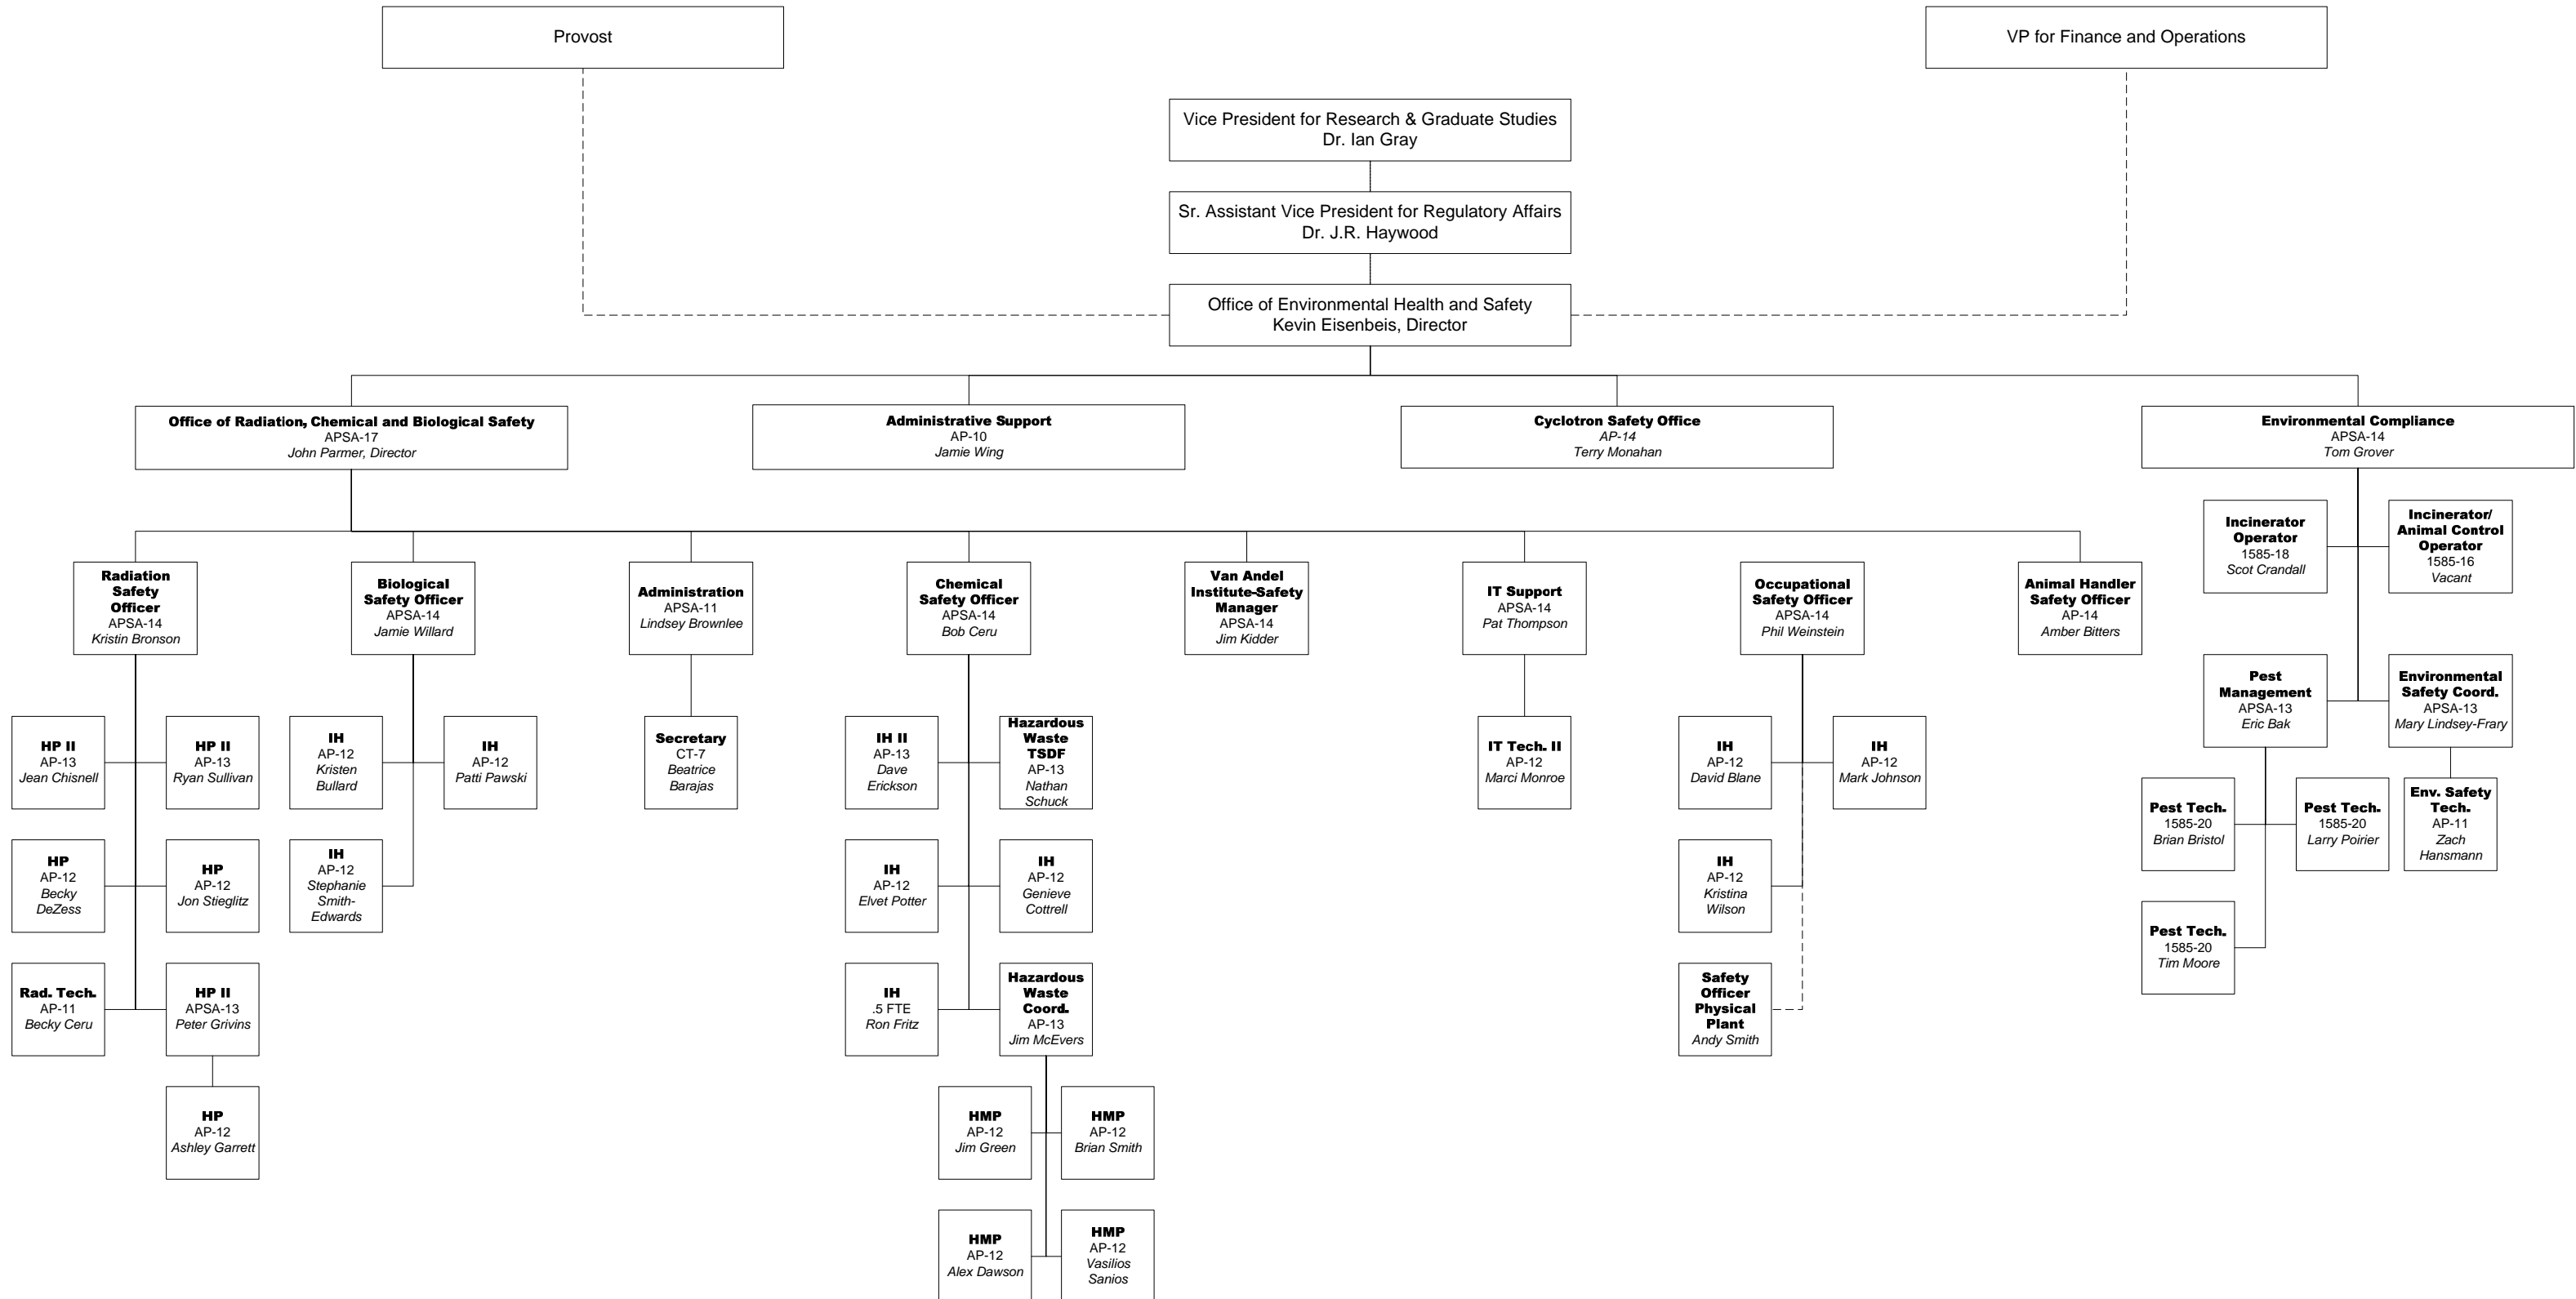 Provost
VP for Finance and Operations
Vice President for Research & Graduate Studies
Dr. Ian Gray
Sr. Assistant Vice President for Regulatory Affairs
Dr. J.R. Haywood
Office of Environmental Health and Safety
Kevin Eisenbeis, Director
Office of Radiation, Chemical and Biological Safety
APSA-17
John Parmer, Director
Administrative Support
AP-10
Jamie Wing
Cyclotron Safety Office
AP-14
Terry Monahan
Environmental Compliance
APSA-14
Tom Grover
Incinerator
Operator
1585-18
Scot Crandall
Incinerator/
Animal Control
Operator
1585-16
Vacant
Radiation
Safety
Officer
APSA-14
Kristin Bronson
Biological
Safety Officer
APSA-14
Jamie Willard
Administration
APSA-11
Lindsey Brownlee
Chemical
Safety Officer
APSA-14
Bob Ceru
Van Andel
Institute-Safety
Manager
APSA-14
Jim Kidder
IT Support
APSA-14
Pat Thompson
Occupational
Safety Officer
APSA-14
Phil Weinstein
Animal Handler
Safety Officer
AP-14
Amber Bitters
Pest
Management
APSA-13
Eric Bak
Environmental
Safety Coord.
APSA-13
Mary Lindsey-Frary
HP II
AP-13
Jean Chisnell
HP II
AP-13
Ryan Sullivan
IH
AP-12
Kristen
Bullard
IH
AP-12
Patti Pawski
Secretary
CT-7
Beatrice
Barajas
IH II
AP-13
Dave
Erickson
Hazardous
Waste
TSDF
AP-13
Nathan
Schuck
IT Tech. II
AP-12
Marci Monroe
IH
AP-12
David Blane
IH
AP-12
Mark Johnson
Pest Tech.
1585-20
Brian Bristol
Pest Tech.
1585-20
Larry Poirier
Env. Safety
Tech.
AP-11
Zach
Hansmann
HP
AP-12
Becky
DeZess
HP
AP-12
Jon Stieglitz
IH
AP-12
Stephanie
Smith-
Edwards
IH
AP-12
Elvet Potter
IH
AP-12
Genieve
Cottrell
IH
AP-12
Kristina
Wilson
Pest Tech.
1585-20
Tim Moore
Rad. Tech.
AP-11
Becky Ceru
HP II
APSA-13
Peter Grivins
IH
.5 FTE
Ron Fritz
Hazardous
Waste
Coord.
AP-13
Jim McEvers
Safety
Officer
Physical
Plant
Andy Smith
HP
AP-12
Ashley Garrett
HMP
AP-12
Jim Green
HMP
AP-12
Brian Smith
HMP
AP-12
Alex Dawson
HMP
AP-12
Vasilios
Sanios